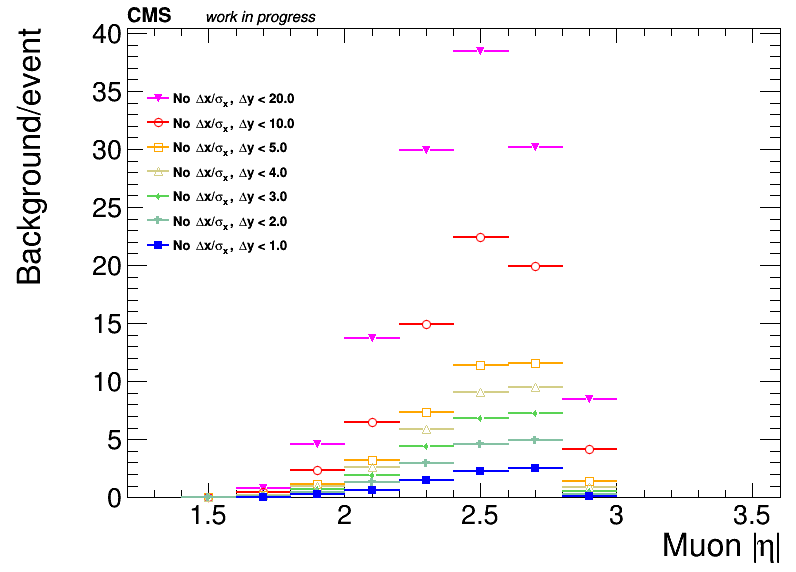 CMS work in progress
Background/event
40
35
30
25
20
15
10
5
0
No Δx/σx, Δy < 20.0
No Δx/σx, Δy < 10.0
No Δx/σx, Δy < 5.0
No Δx/σx, Δy < 4.0
No Δx/σx, Δy < 3.0
No Δx/σx, Δy < 2.0
No Δx/σx, Δy < 1.0
1.5 2 2.5 3 3.5
Muon |η|